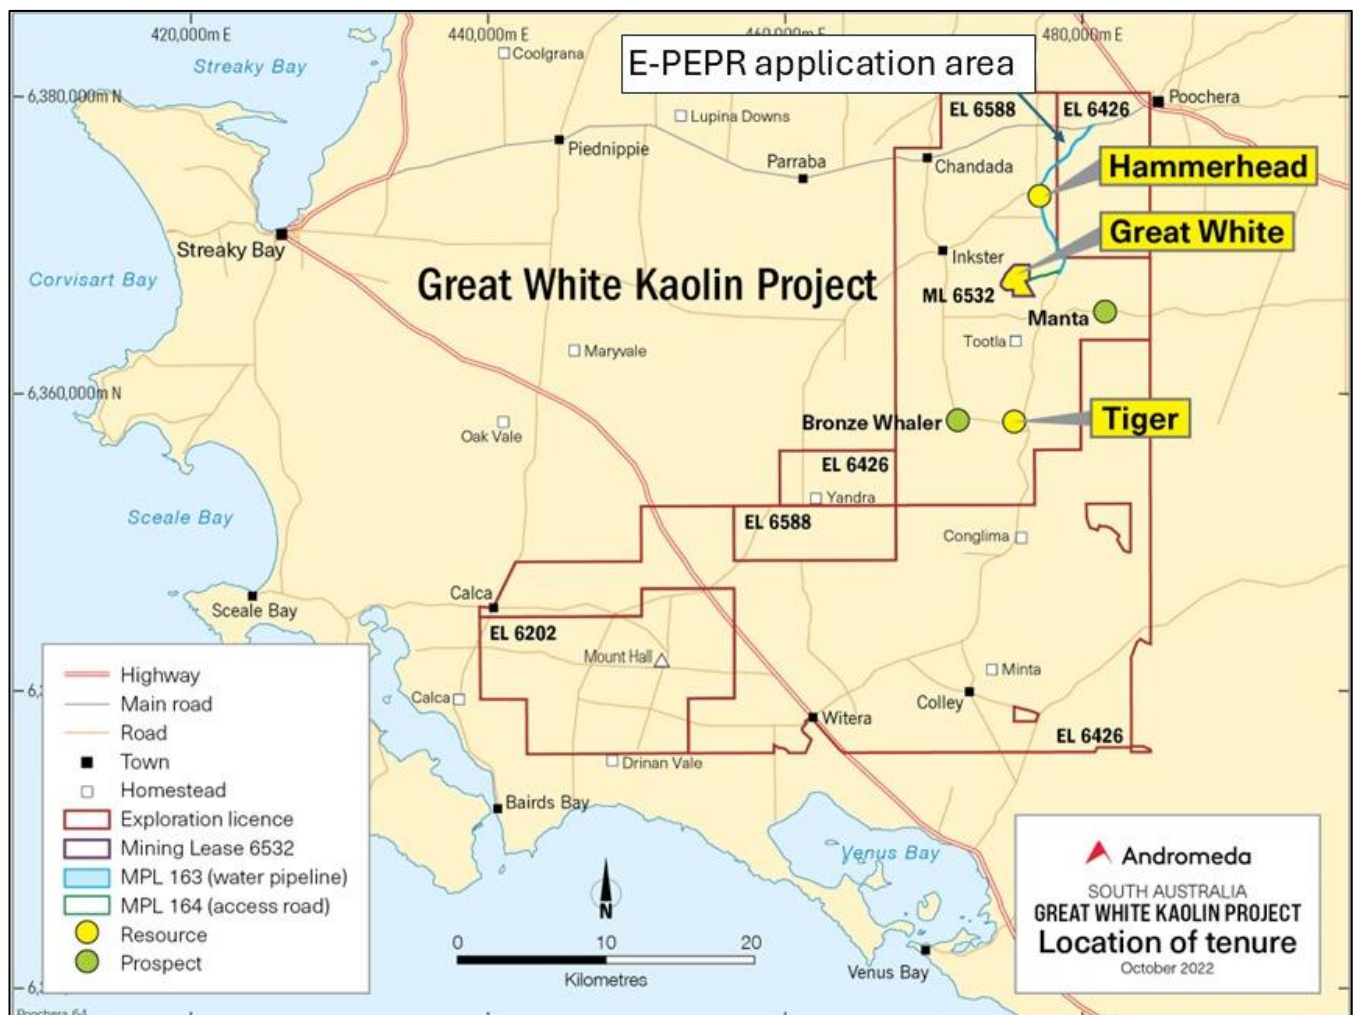 420,000m E
440,000m E
480,000m E
Streaky Bay
Coolgrana
E-PEPR application area
6,380,000m N
Lupina Downs
EL 6588
EL 6426
Poochera
Piednippie
Parraba
Chandada
Hammerhead
Streaky Bay
Great White
Corvisart Bay
Great White Kaolin Project
Inkster
ML 6532
Manta
Tootla
Maryvale
6,360,000m N
Bronze Whaler
Tiger
Oak Vale
EL 6426
Yandra
Sceale Bay
EL 6588
Conglima
Calca
Sceale Bay
EL 6202
Mount Hall
Minta
Calca
Colley
Witera
EL 6426
Drinan Vale
Bairds Bay
Highway
Main road
Road
Town
Homestead
Exploration licence
Mining Lease 6532
MPL 163 (water pipeline)
MPL 164 (access road)
Resource
Prospect
N
0 10 20
Kilometres
Venus Bay
Venus Bay
Andromeda
SOUTH AUSTRALIA
GREAT WHITE KAOLIN PROJECT
Location of tenure
October 2022